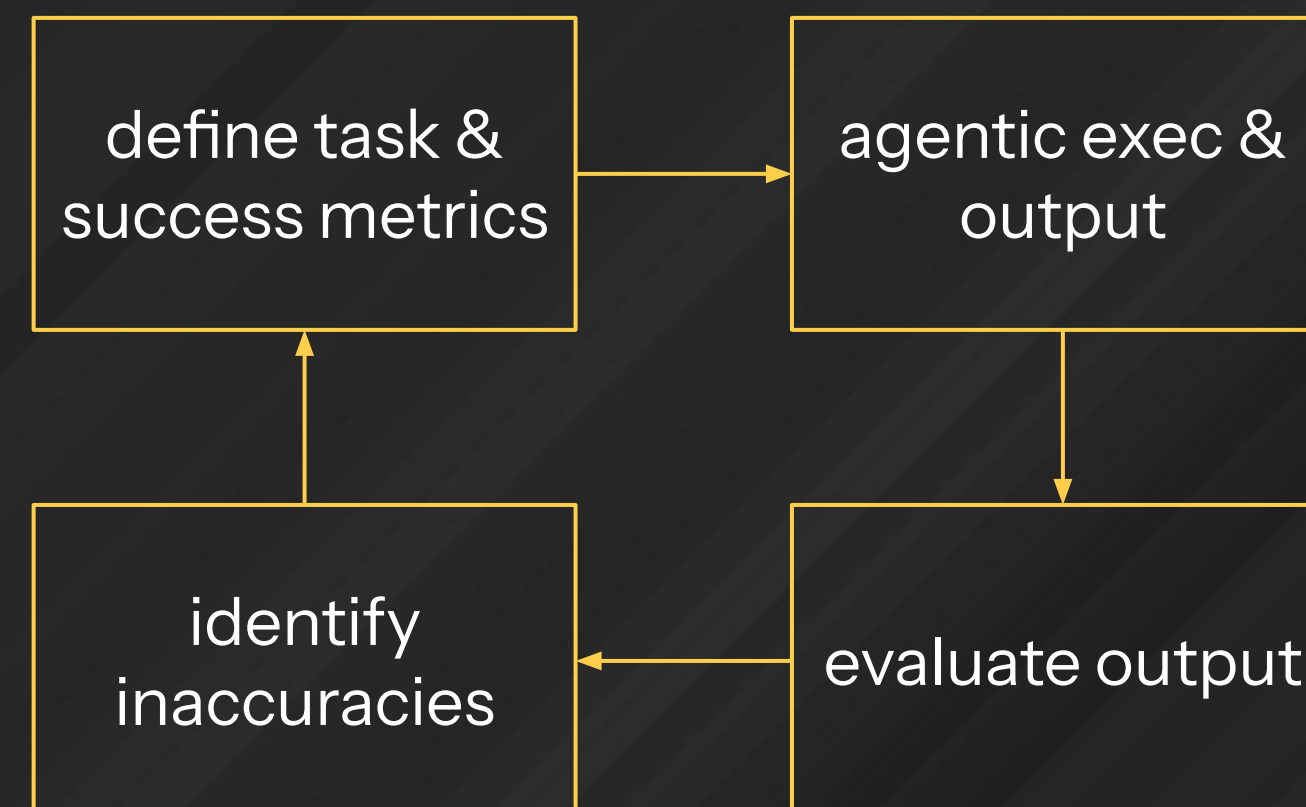 define task &
success metrics
agentic exec &
output
identify
inaccuracies
evaluate output